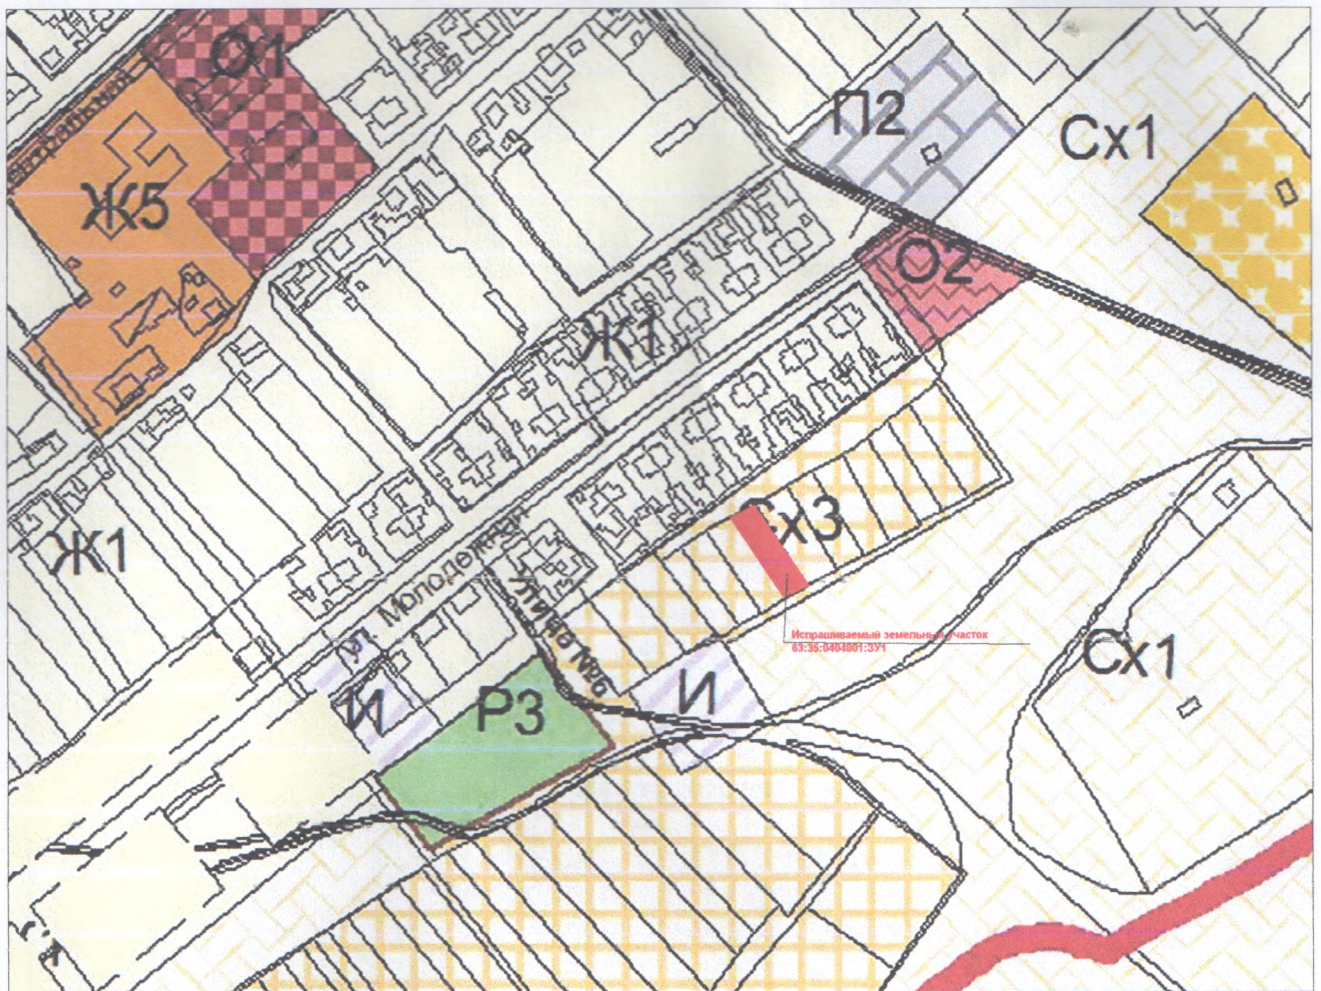 О1
П2
Сх1
Ж5
О2
Ж1
Сх3
Ж1
ул. Молодежная
Улица №6
Испрашиваемый земельный участок
63:35:0404001:ЗУ1
Сх1
И
И
Р3